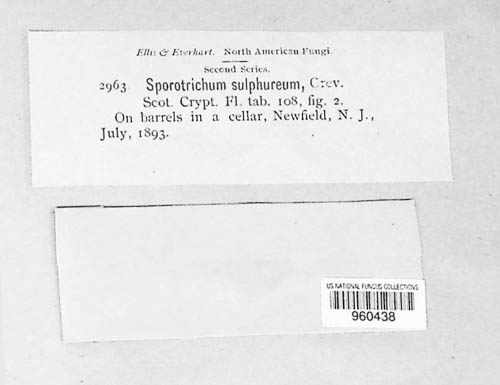 Ellis & Everhart. North American Fungi.
Second Series.
2963 Sporotrichum sulphureum, Grev.
Scot. Crypt. Fl. tab. 108, fig. 2.
On barrels in a cellar, Newfield, N. J.,
July, 1893.
US NATIONAL FUNGUS COLLECTIONS
960438